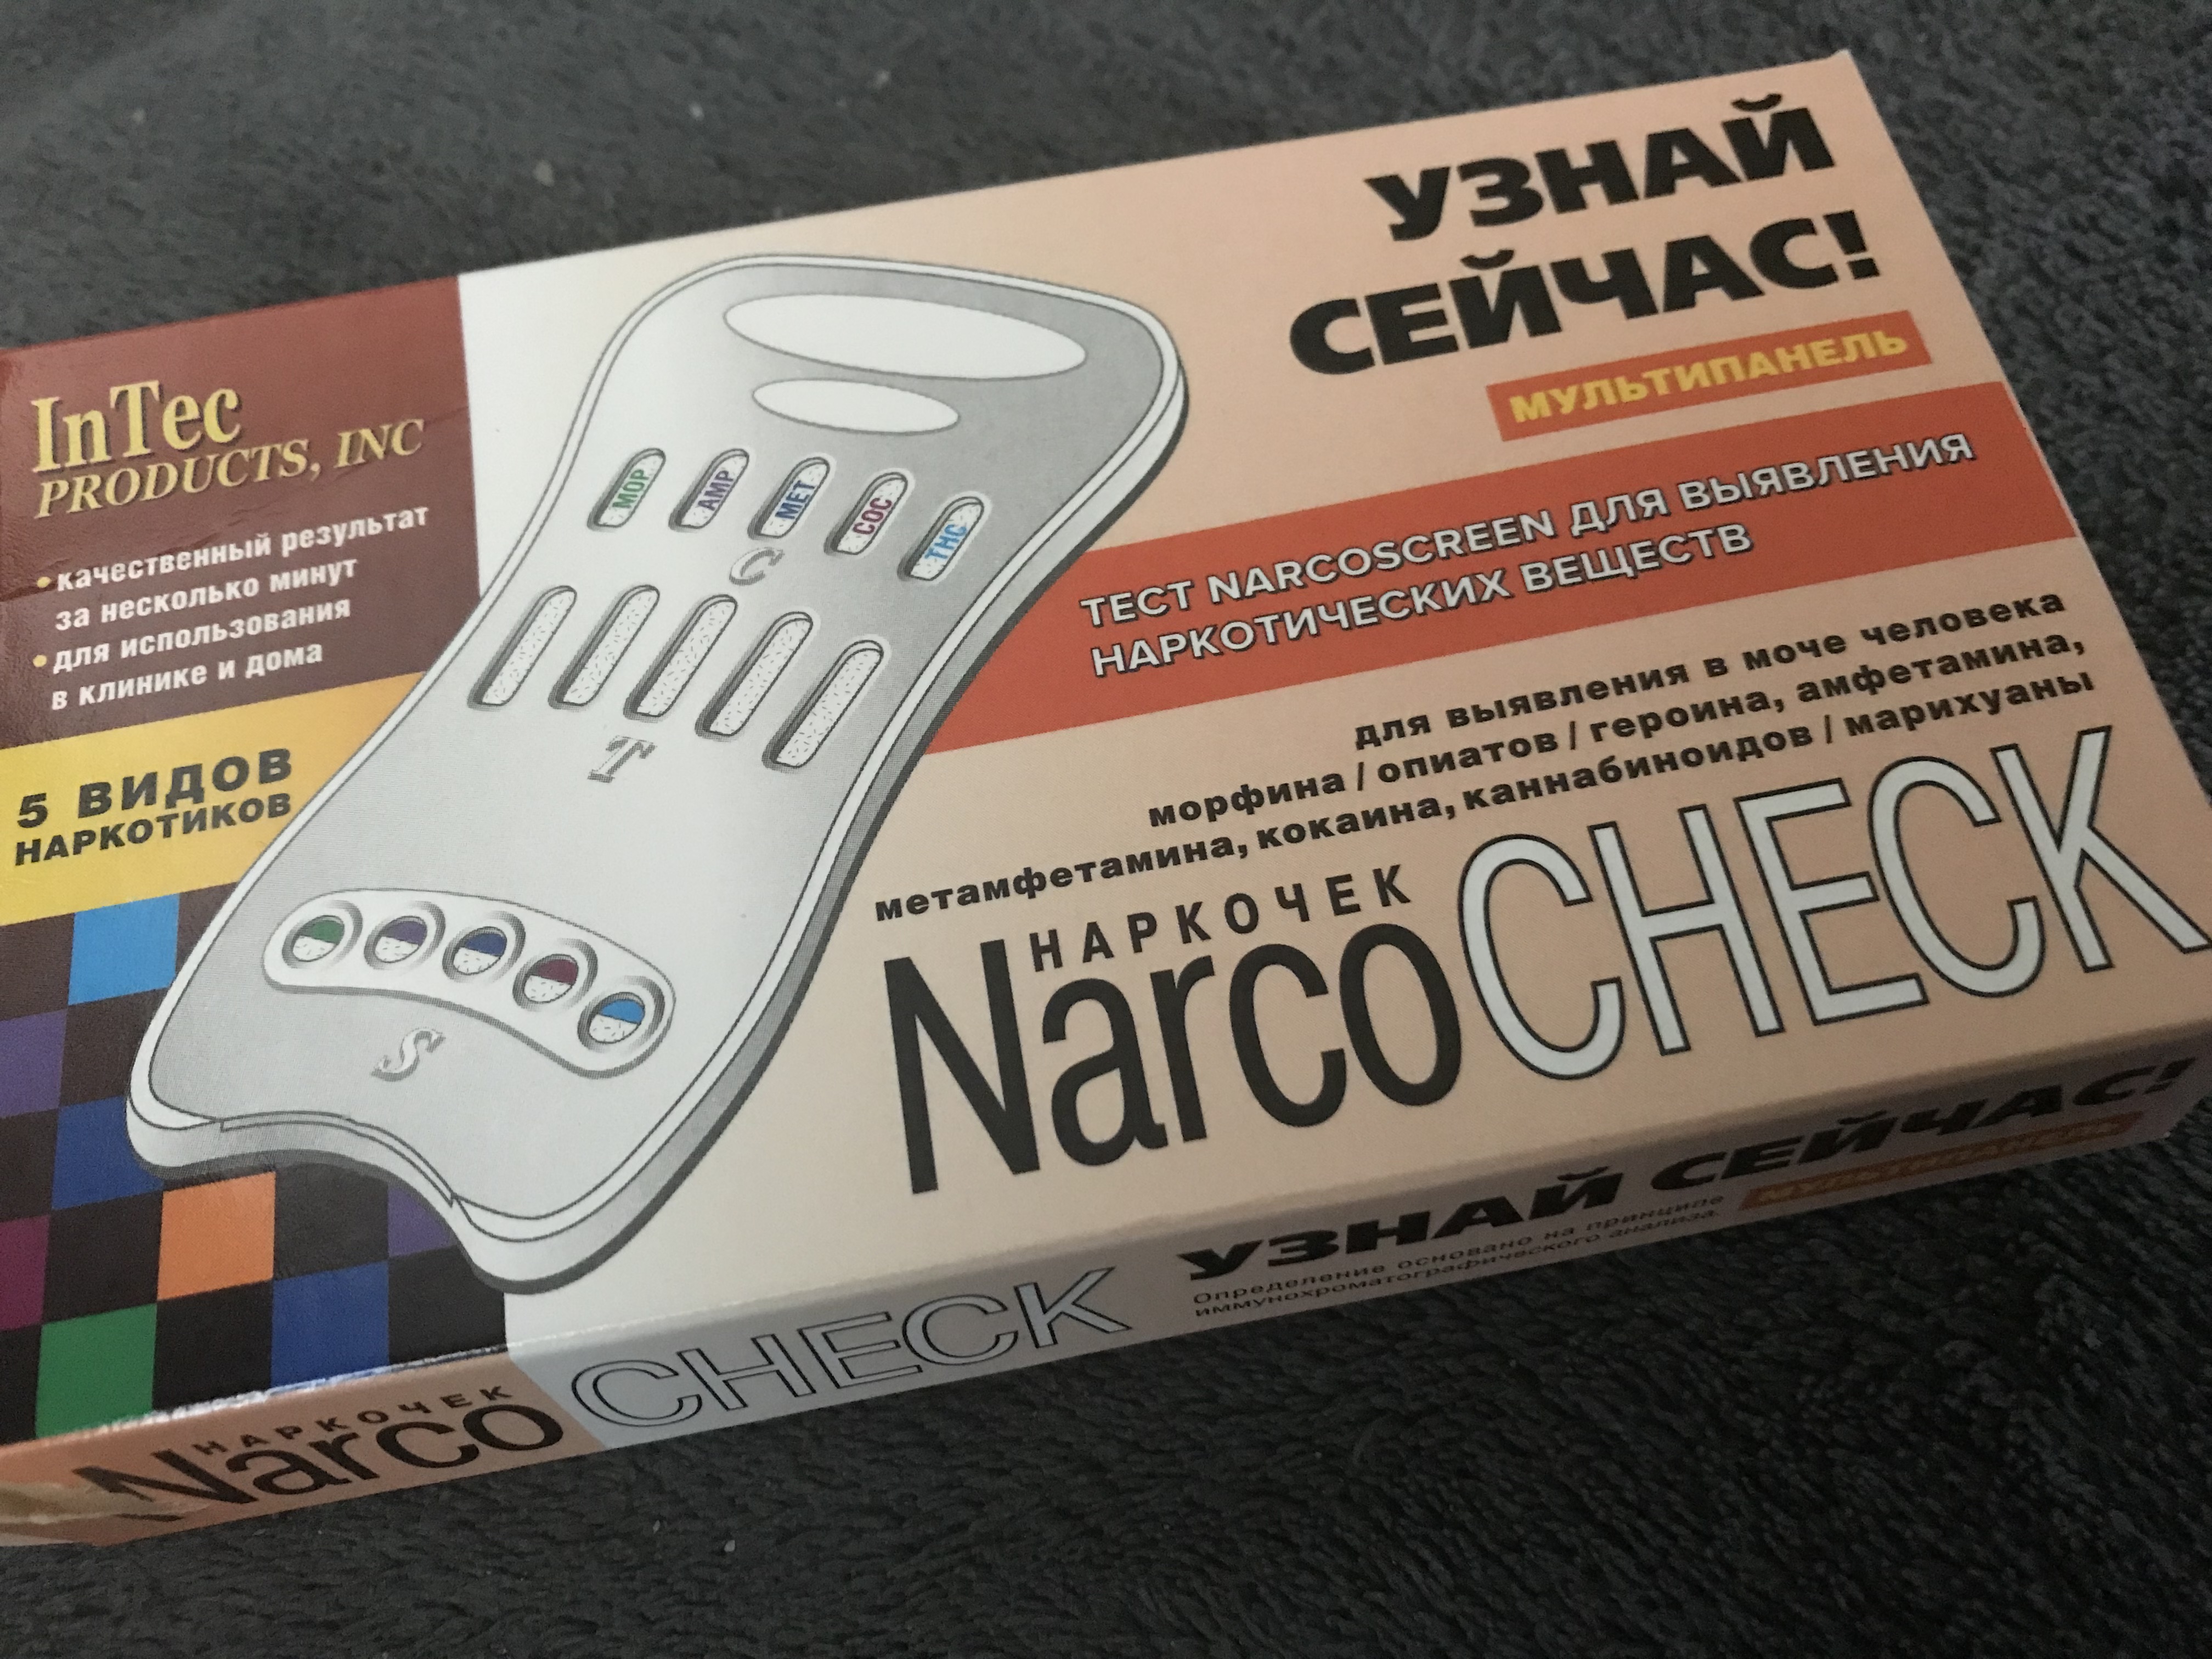 InTec
PRODUCTS, INC
• качественный результат
за несколько минут
• для использования
в клинике и дома
5 ВИДОВ
НАРКОТИКОВ
MOP AMP MET COC THC
C
T
S
УЗНАЙ
СЕЙЧАС!
МУЛЬТИПАНЕЛЬ
ТЕСТ NARCOSCREEN ДЛЯ ВЫЯВЛЕНИЯ
НАРКОТИЧЕСКИХ ВЕЩЕСТВ
для выявления в моче человека
морфина / опиатов / героина, амфетамина,
метамфетамина, кокаина, каннабиноидов / марихуаны
НАРКОЧЕК
NarcoCHECK
НАРКОЧЕК
NarcoCHECK
УЗНАЙ СЕЙЧАС!
Определение основано на принципе
иммунохроматографического анализа.
МУЛЬТИПАНЕЛЬ